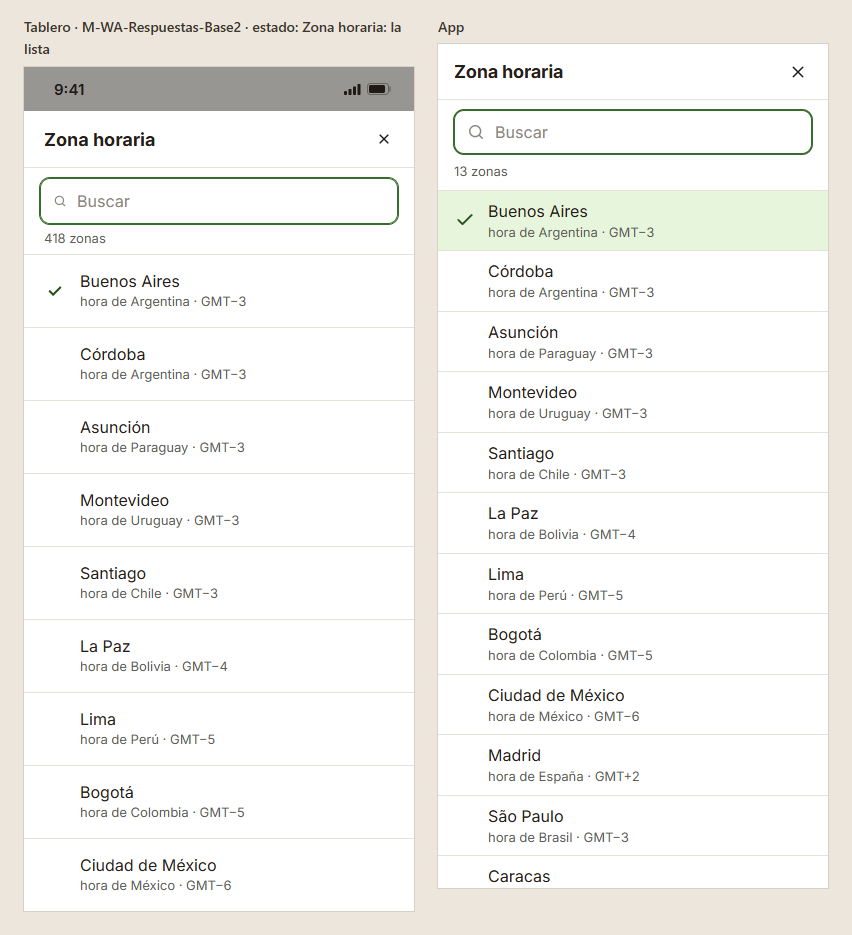 Tablero · M-WA-Respuestas-Base2 · estado: Zona horaria: la
lista
9:41
Zona horaria
Buscar
418 zonas
Buenos Aires
hora de Argentina · GMT−3
Córdoba
hora de Argentina · GMT−3
Asunción
hora de Paraguay · GMT−3
Montevideo
hora de Uruguay · GMT−3
Santiago
hora de Chile · GMT−3
La Paz
hora de Bolivia · GMT−4
Lima
hora de Perú · GMT−5
Bogotá
hora de Colombia · GMT−5
Ciudad de México
hora de México · GMT−6
App
Zona horaria
Buscar
13 zonas
Buenos Aires
hora de Argentina · GMT−3
Córdoba
hora de Argentina · GMT−3
Asunción
hora de Paraguay · GMT−3
Montevideo
hora de Uruguay · GMT−3
Santiago
hora de Chile · GMT−3
La Paz
hora de Bolivia · GMT−4
Lima
hora de Perú · GMT−5
Bogotá
hora de Colombia · GMT−5
Ciudad de México
hora de México · GMT−6
Madrid
hora de España · GMT+2
São Paulo
hora de Brasil · GMT−3
Caracas